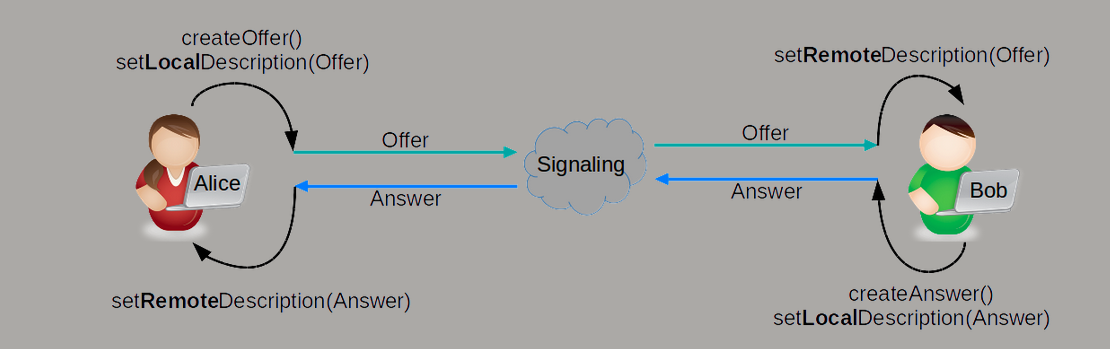 createOffer()
setLocalDescription(Offer)
setRemoteDescription(Offer)
Offer
Offer
Signaling
Alice
Answer
Answer
Bob
setRemoteDescription(Answer)
createAnswer()
setLocalDescription(Answer)